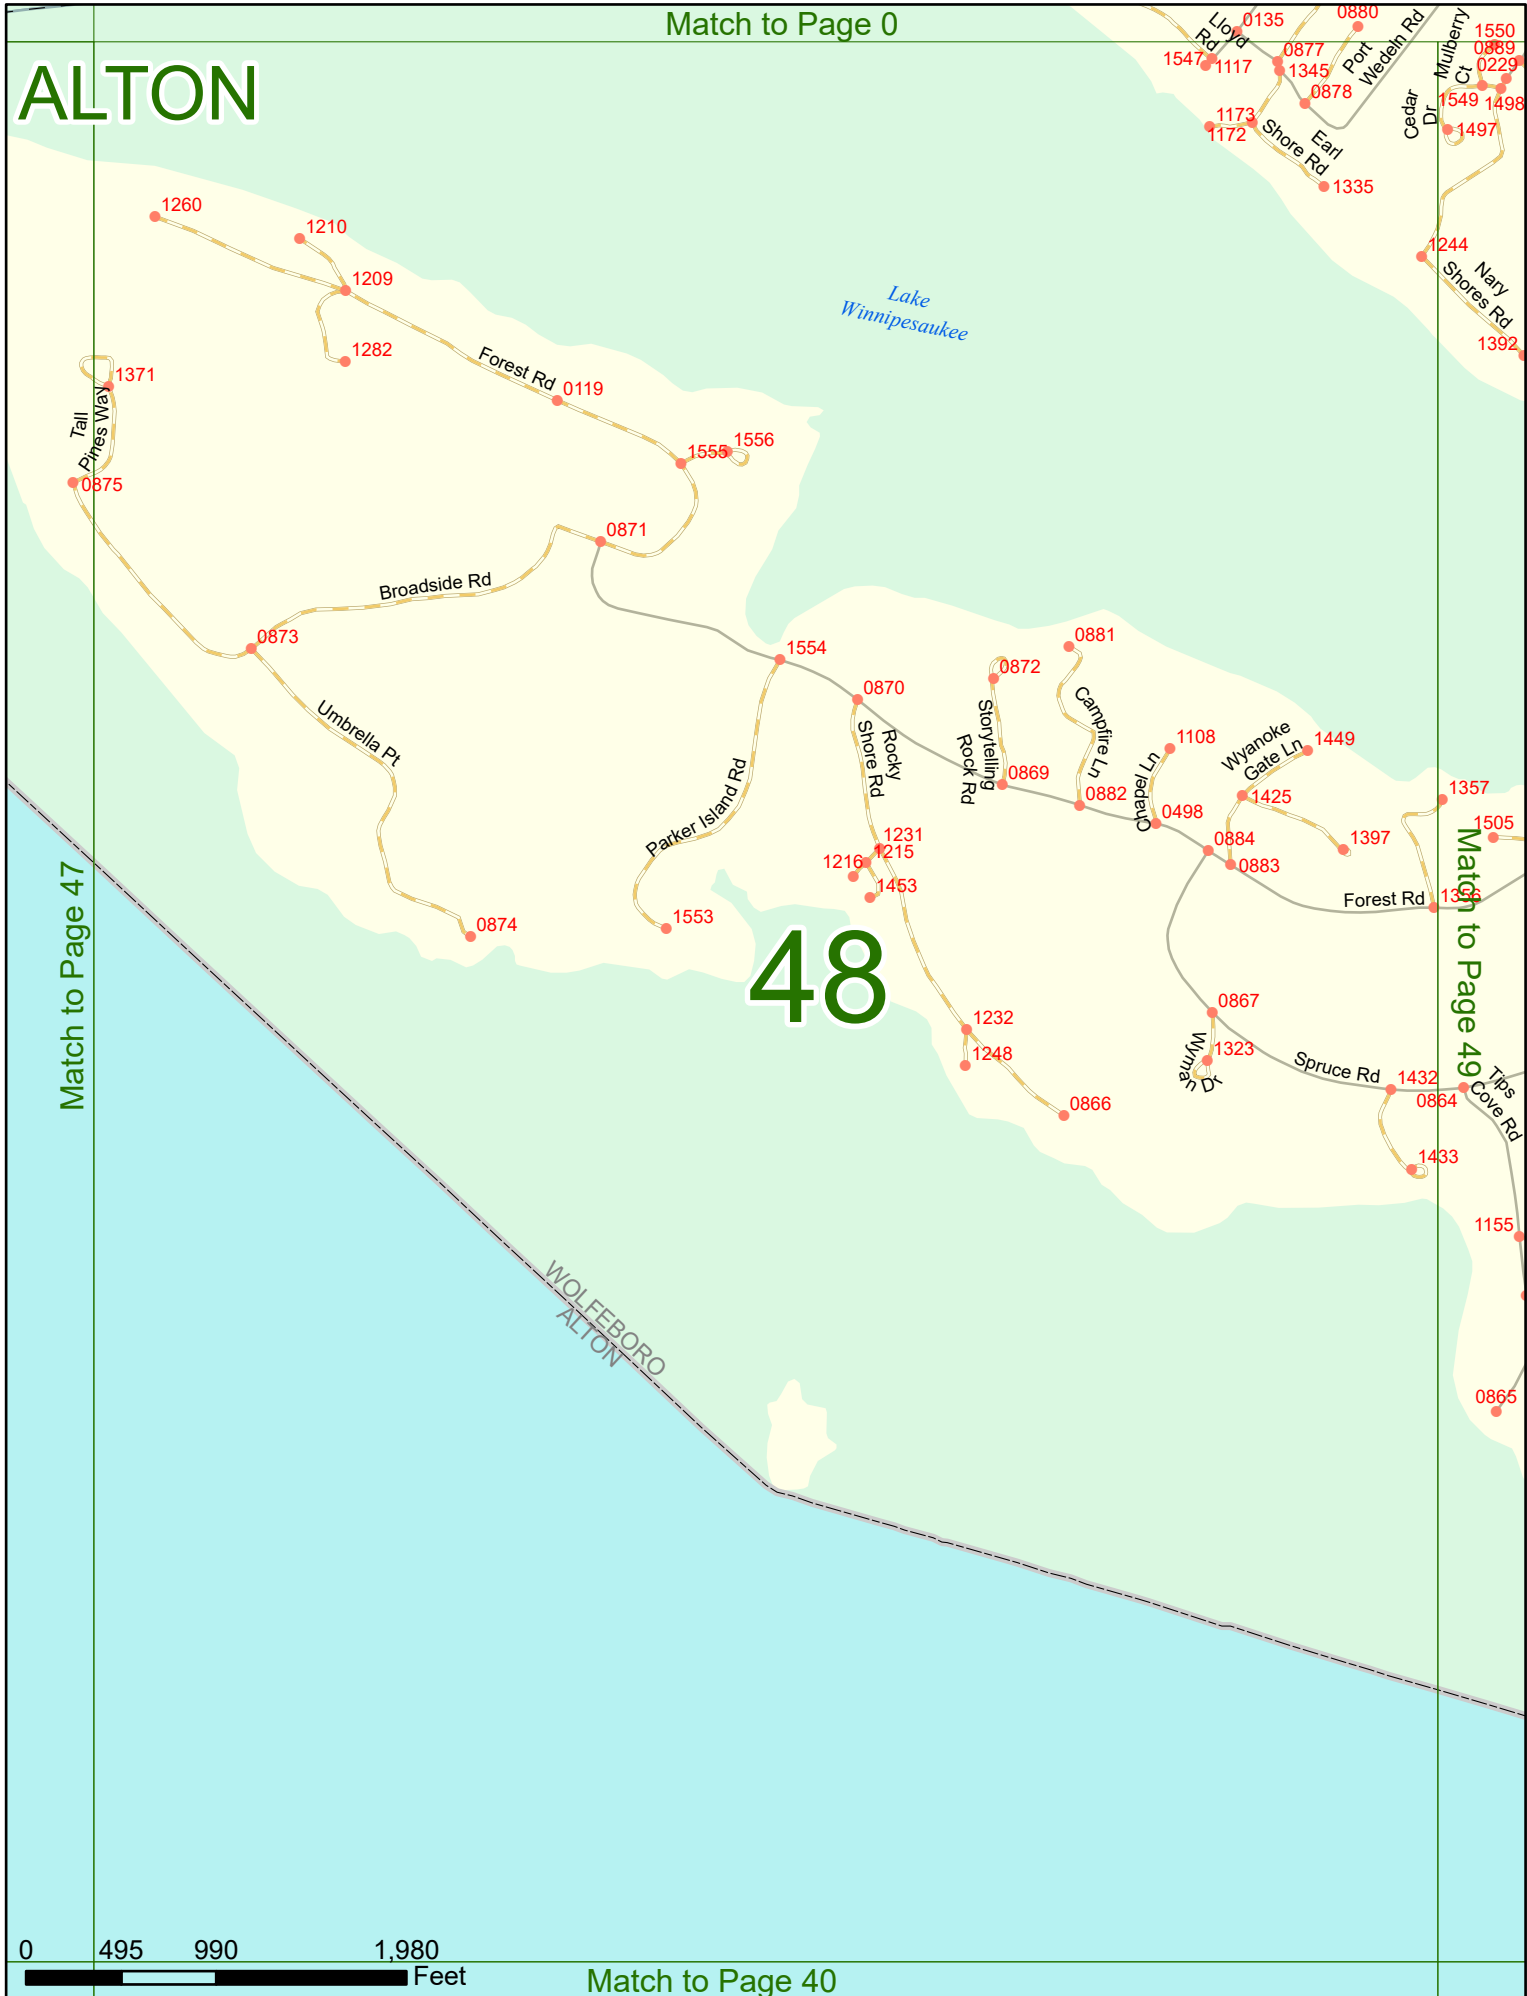 Match to Page 0
ALTON
Lloyd
Rd
0135
0880
Port
Wedeln Rd
Mulberry
Ct
1550
0889
0229
1547
1117
0877
1345
0878
1549
1498
Cedar
Dr
1497
1173
1172
Earl
Shore Rd
1335
1260
1210
1209
1244
Nary
Shores Rd
Lake
Winnipesaukee
1282
1392
Forest Rd
1371
0119
Tall
Pines Way
1555
1556
0875
0871
Broadside Rd
0873
1554
0881
0872
0870
Umbrella Pt
Rocky
Shore Rd
Storytelling
Rock Rd
Campfire Ln
1108
Chapel Ln
Wyanoke
Gate Ln
1449
0869
0882
0498
1425
1357
1505
Parker Island Rd
1231
1215
1216
1453
0884
0883
1397
Forest Rd
1356
Match to Page 47
Match to Page 49
0874
1553
48
0867
1232
1248
1323
Wyman Dr
Spruce Rd
1432
0864
Tips
Cove Rd
0866
1433
1155
WOLFEBORO
ALTON
0865
0 495 990 1,980
Feet
Match to Page 40